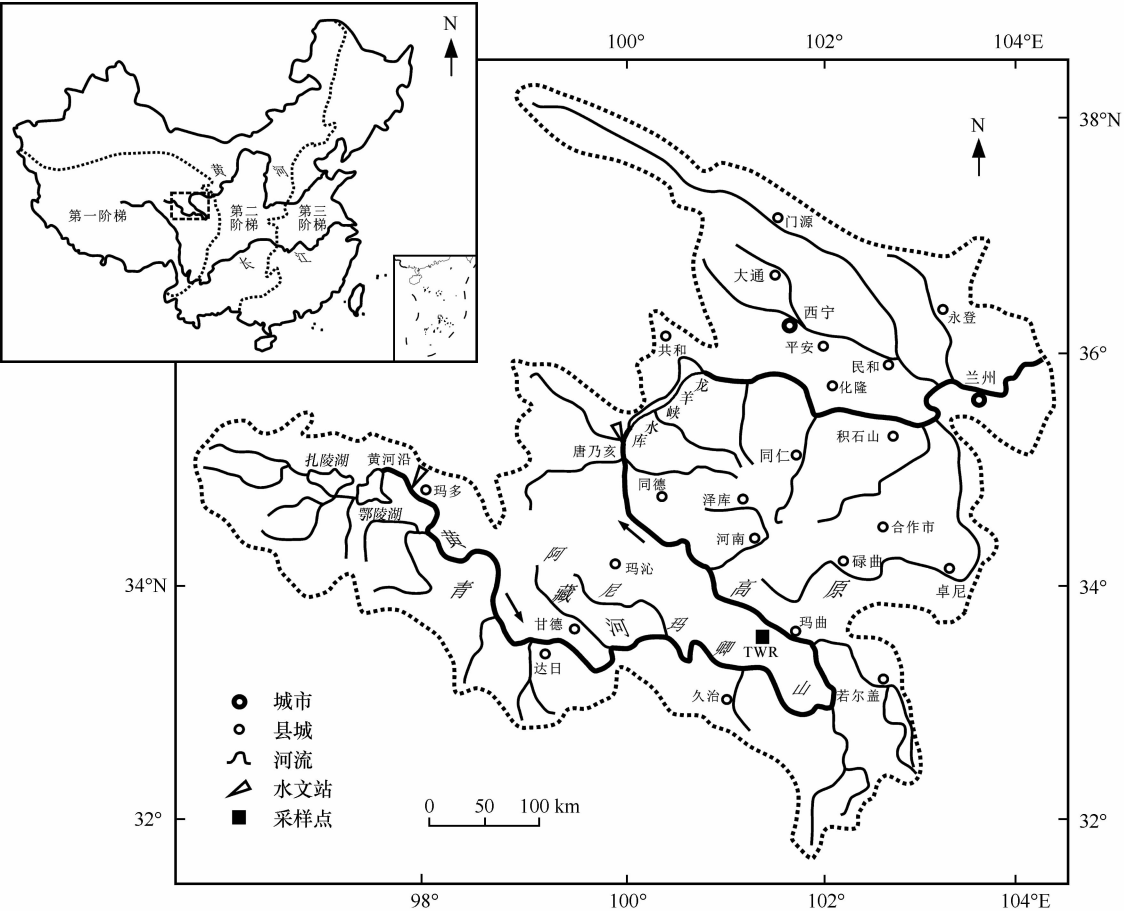 N
黄
河
第一阶梯
第二
阶梯
第三
阶梯
长
江
100°
102°
104°E
38°N
N
门源
大通
西宁
永登
共和
平安
36°
民和
兰州
化隆
龙
羊
峡
水
库
积石山
唐乃亥
同仁
扎陵湖
黄河沿
玛多
同德
泽库
鄂陵湖
合作市
黄
河南
阿
玛沁
碌曲
34°N
青
藏
尼
高
原
卓尼
34°
甘德
河
玛
玛曲
TWR
卿
达日
山
久治
若尔盖
城市
县城
河流
水文站
采样点
0
50
100 km
32°
32°
98°
100°
102°
104°E